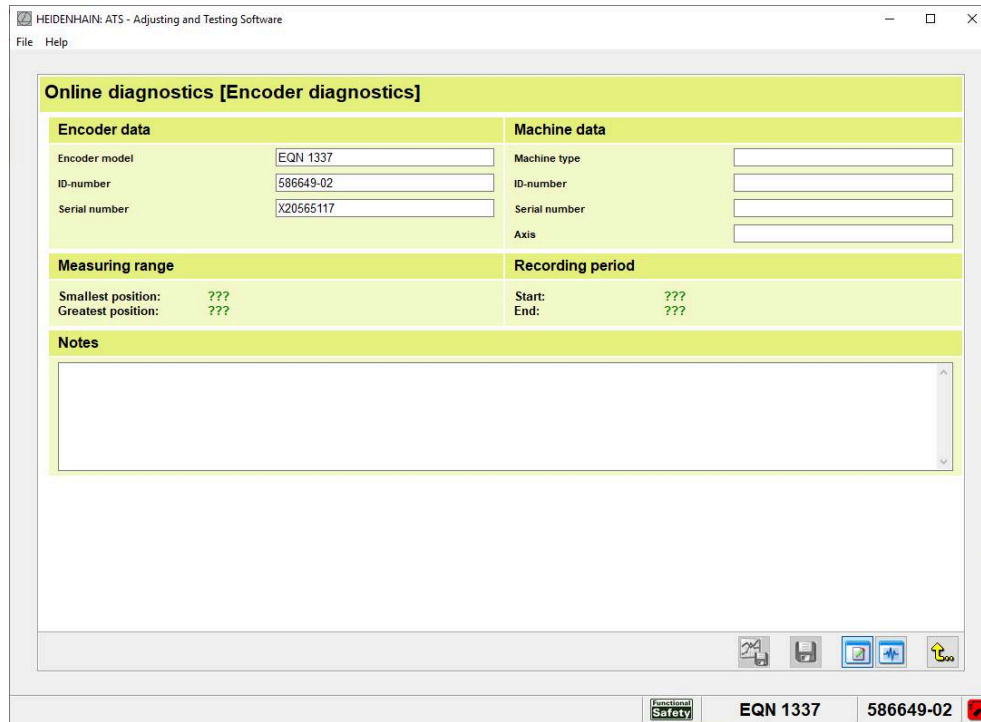 HEIDENHAIN: ATS - Adjusting and Testing Software
File Help
Online diagnostics [Encoder diagnostics]
Encoder data
Encoder model EQN 1337
ID-number 586649-02
Serial number X20565117
Machine data
Machine type
ID-number
Serial number
Axis
Measuring range
Smallest position: ???
Greatest position: ???
Recording period
Start: ???
End: ???
Notes
Functional
Safety
EQN 1337
586649-02